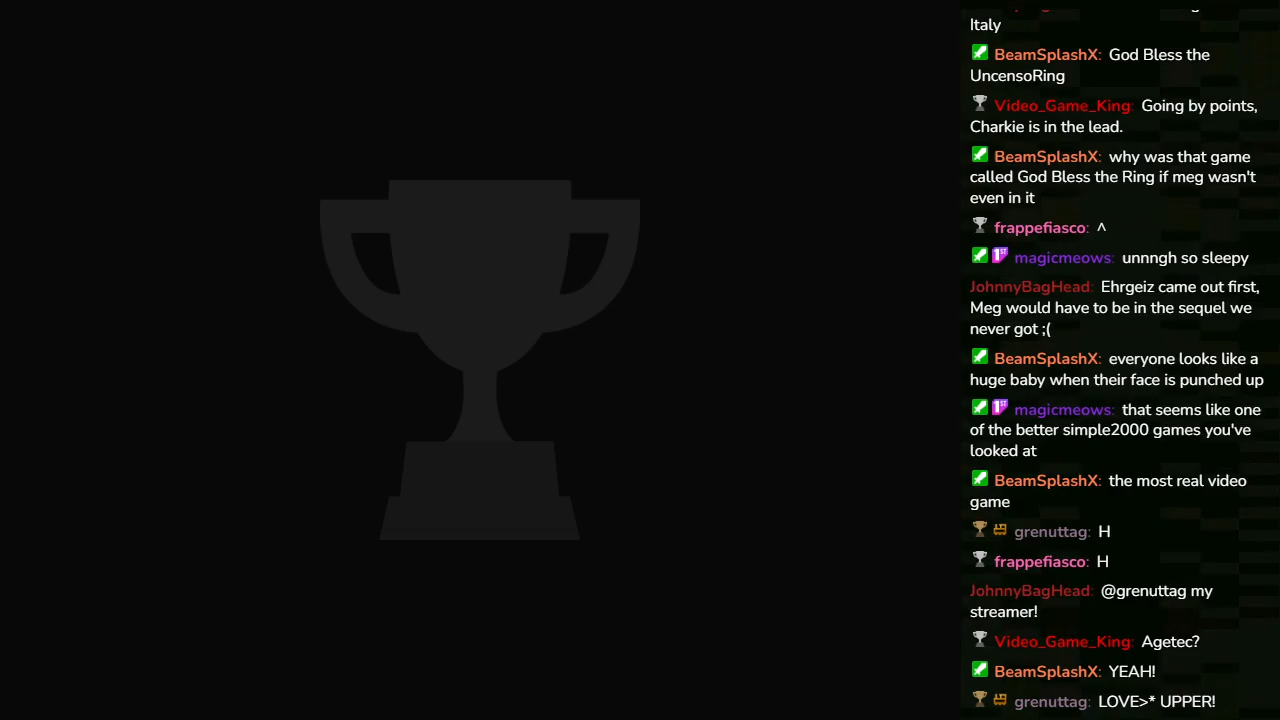 Italy
BeamSplashX: God Bless the
UncensoRing
Video_Game_King: Going by points,
Charkie is in the lead.
BeamSplashX: why was that game
called God Bless the Ring if meg wasn't
even in it
frappefiasco: ^
magicmeows: unnngh so sleepy
JohnnyBagHead: Ehrgeiz came out first,
Meg would have to be in the sequel we
never got ;(
BeamSplashX: everyone looks like a
huge baby when their face is punched up
magicmeows: that seems like one
of the better simple2000 games you've
looked at
BeamSplashX: the most real video
game
grenuttag: H
frappefiasco: H
JohnnyBagHead: @grenuttag my
streamer!
Video_Game_King: Agetec?
BeamSplashX: YEAH!
grenuttag: LOVE>* UPPER!